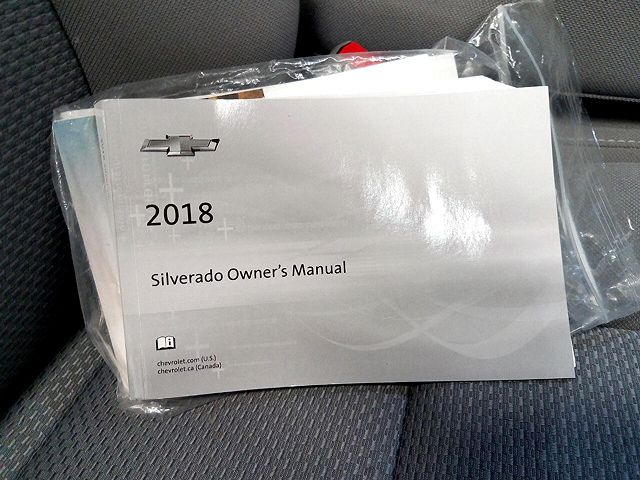 2018
Silverado Owner's Manual
chevrolet.com (U.S.)
chevrolet.ca (Canada)